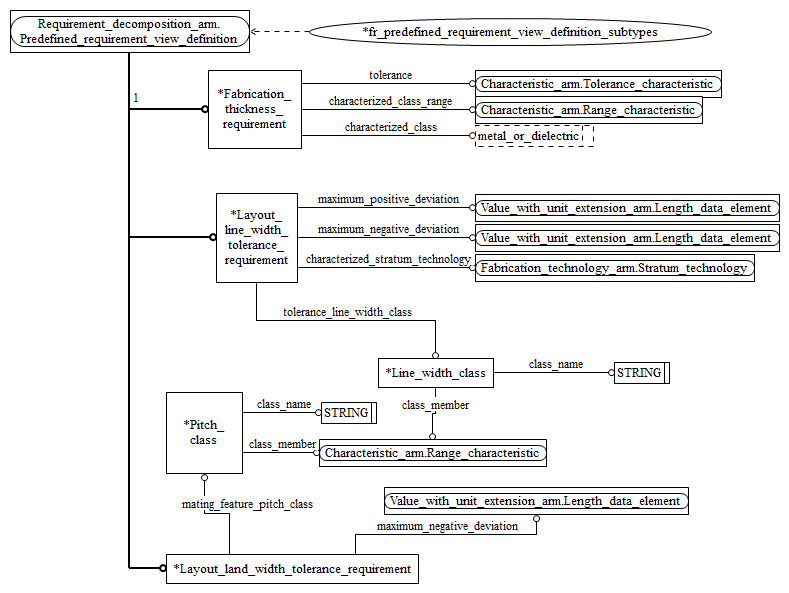 Requirement_decomposition_arm.
Predefined_requirement_view_definition
*fr_predefined_requirement_view_definition_subtypes
1
*Fabrication_
thickness_
requirement
tolerance
Characteristic_arm.Tolerance_characteristic
characterized_class_range
Characteristic_arm.Range_characteristic
characterized_class
metal_or_dielectric
*Layout_
line_width_
tolerance_
requirement
maximum_positive_deviation
Value_with_unit_extension_arm.Length_data_element
maximum_negative_deviation
Value_with_unit_extension_arm.Length_data_element
characterized_stratum_technology
Fabrication_technology_arm.Stratum_technology
tolerance_line_width_class
*Line_width_class
class_name
STRING
class_member
*Pitch_
class
class_name
STRING
class_member
Characteristic_arm.Range_characteristic
mating_feature_pitch_class
Value_with_unit_extension_arm.Length_data_element
maximum_negative_deviation
*Layout_land_width_tolerance_requirement